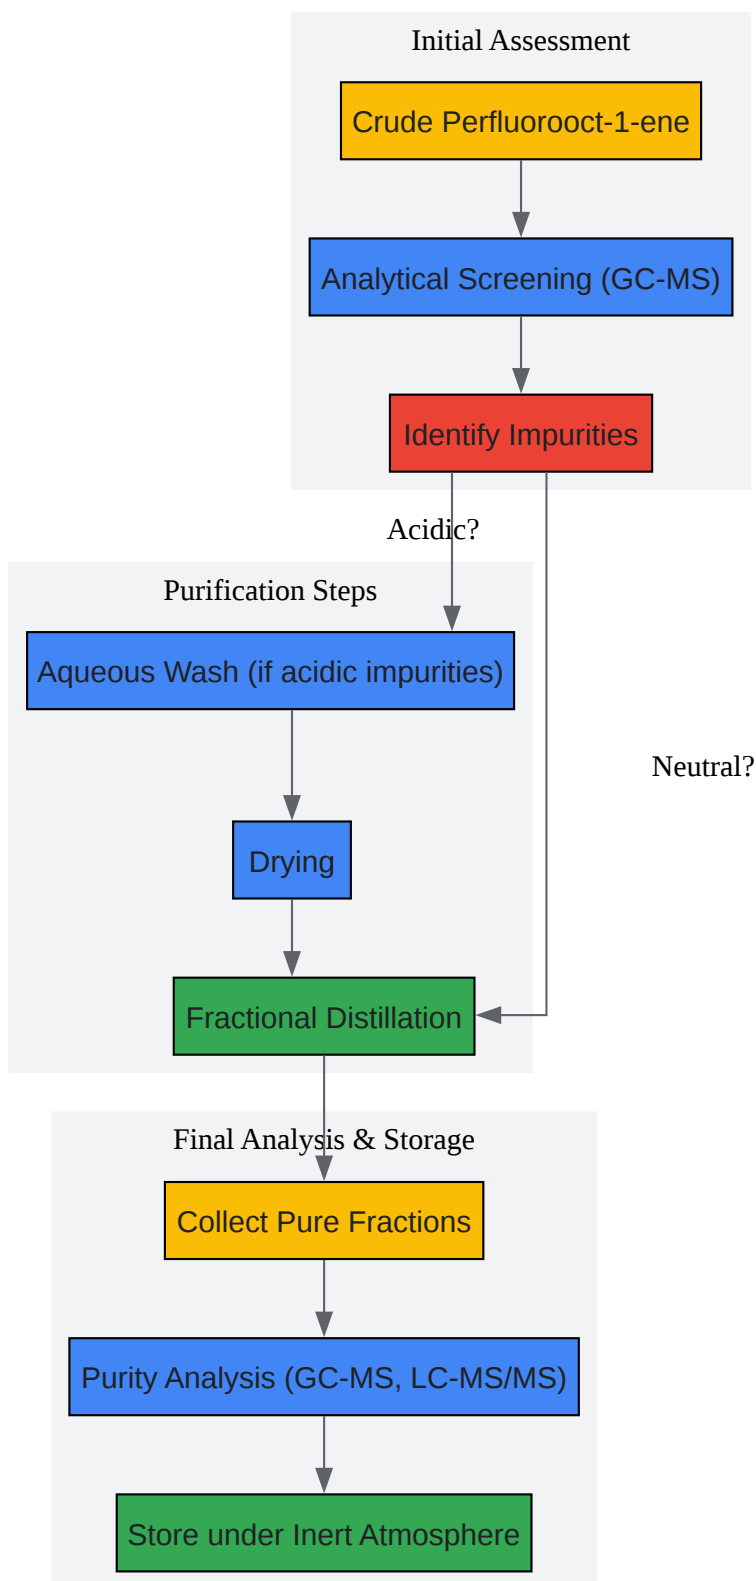 Initial Assessment
Crude Perfluorooct-1-ene
Analytical Screening (GC-MS)
Identify Impurities
Acidic?
Purification Steps
Aqueous Wash (if acidic impurities)
Neutral?
Drying
Fractional Distillation
Final Analysis & Storage
Collect Pure Fractions
Purity Analysis (GC-MS, LC-MS/MS)
Store under Inert Atmosphere